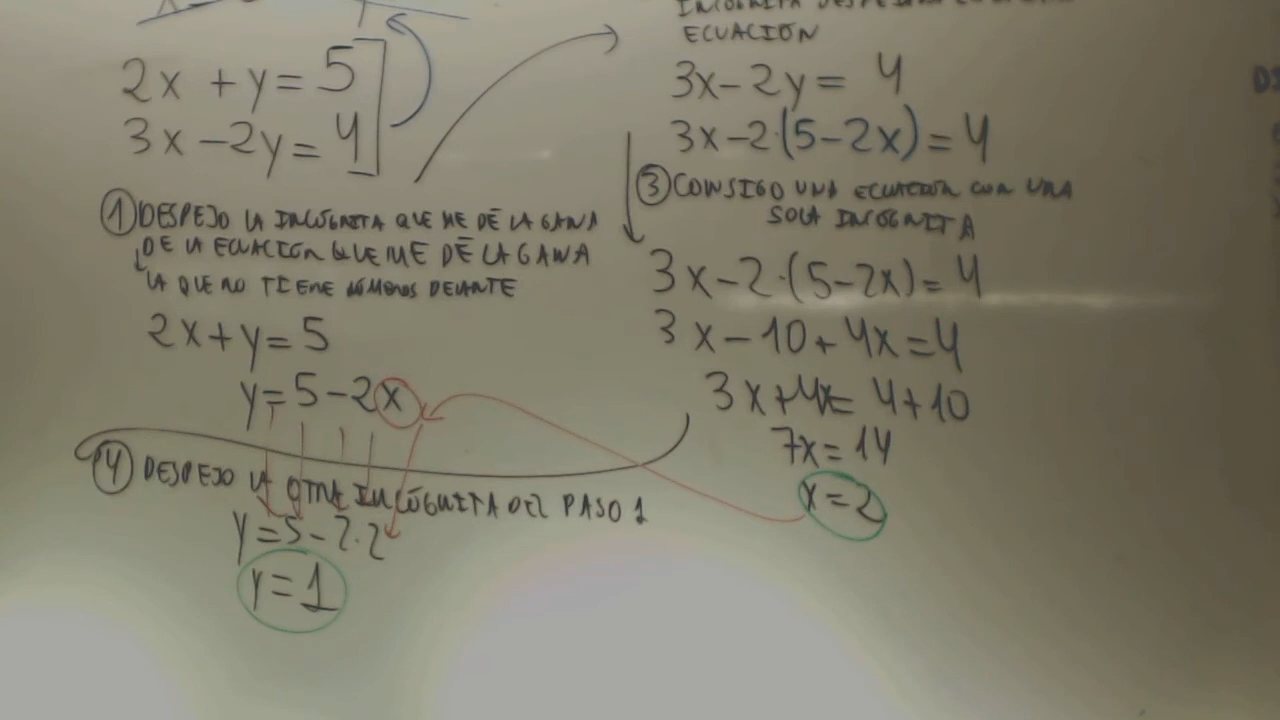 2x + y = 5
3x - 2y = 4
① DESPEJO LA INCÓGNITA QUE ME DÉ LA GANA
DE LA ECUACIÓN QUE ME DÉ LA GANA
LA QUE NO TIENE NÚMEROS DELANTE
2x + y = 5
y = 5 - 2x
④ DESPEJO LA OTRA INCÓGNITA DEL PASO 1
y = 5 - 2·2
y = 1
ECUACIÓN
3x - 2y = 4
3x - 2·(5 - 2x) = 4
③ CONSIGO UNA ECUACIÓN CON UNA
SOLA INCOGNITA
3x - 2·(5 - 2x) = 4
3x - 10 + 4x = 4
3x + 4x = 4 + 10
7x = 14
x = 2